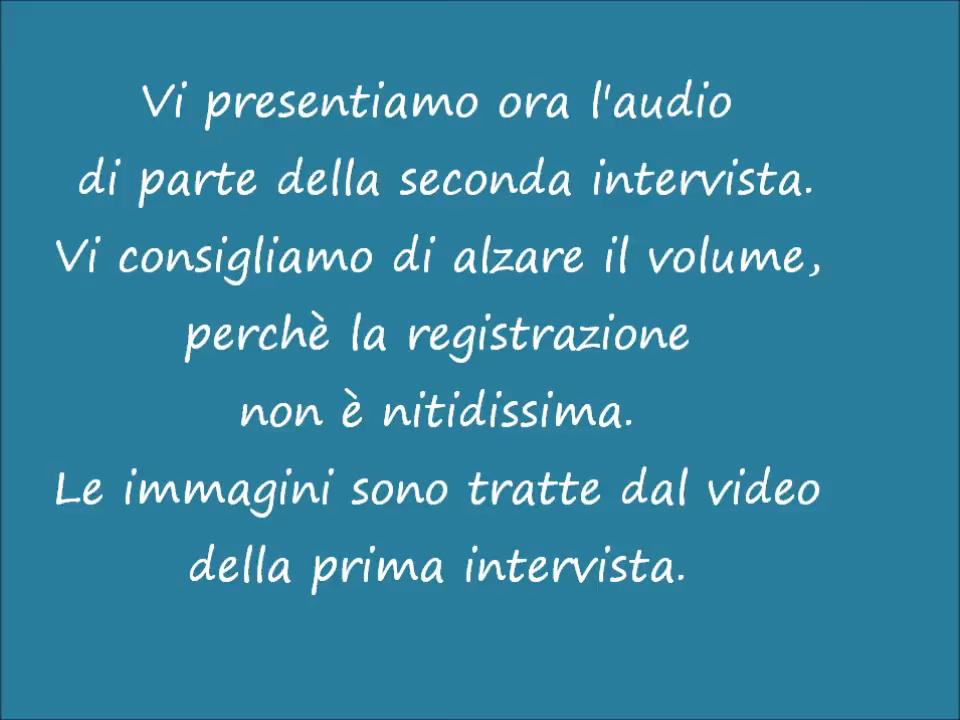 Vi presentiamo ora l'audio
di parte della seconda intervista.
Vi consigliamo di alzare il volume,
perchè la registrazione
non è nitidissima.
Le immagini sono tratte dal video
della prima intervista.